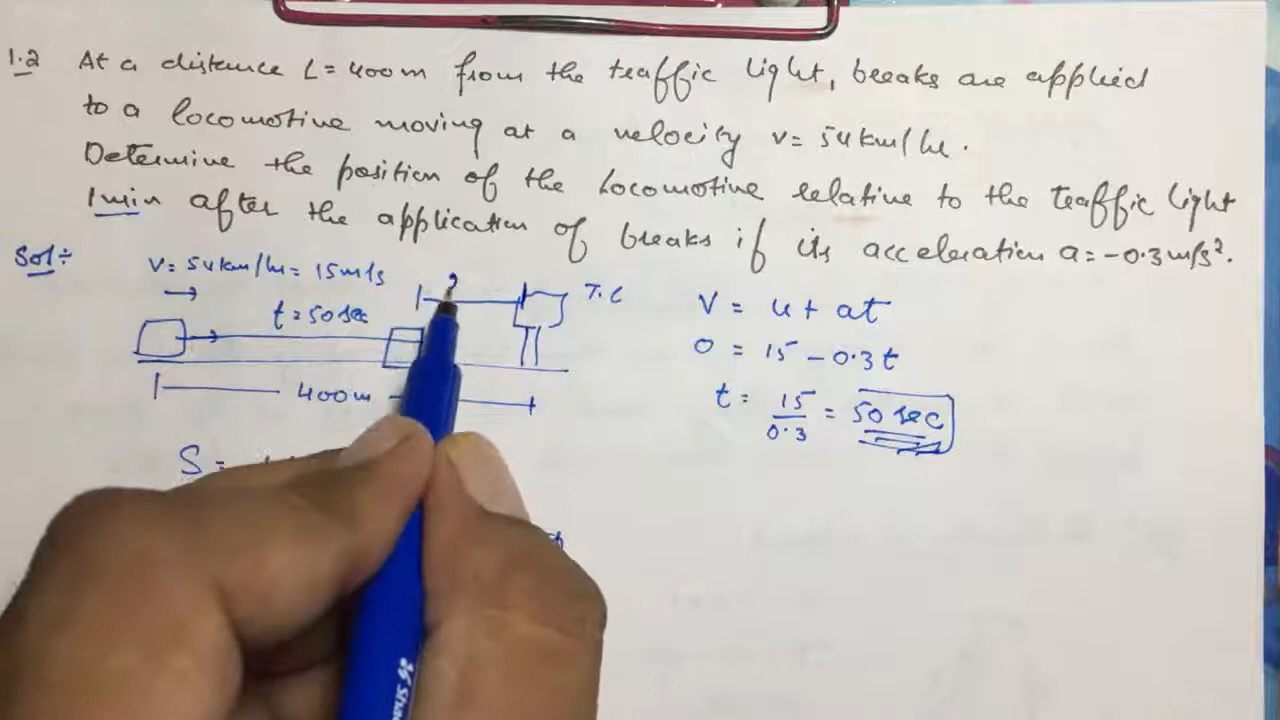 1.2 At a distance L = 400m from the traffic light, breaks are applied
to a locomotive moving at a velocity v = 54km/hr.
Determine the position of the locomotive relative to the traffic light
1min after the application of breaks if its acceleration a = -0.3m/s².
Sol÷
V = 54km/hr = 15m/s
t = 50sec
?
T.L
400m
S =
V = u + at
0 = 15 - 0.3t
t = 15/0.3 = 50 sec